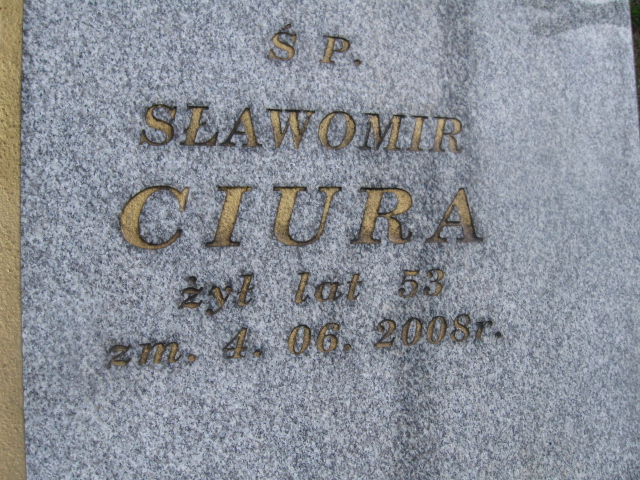 Ś P.
SŁAWOMIR
CIURA
żył lat 53
zm. 4. 06. 2008r.